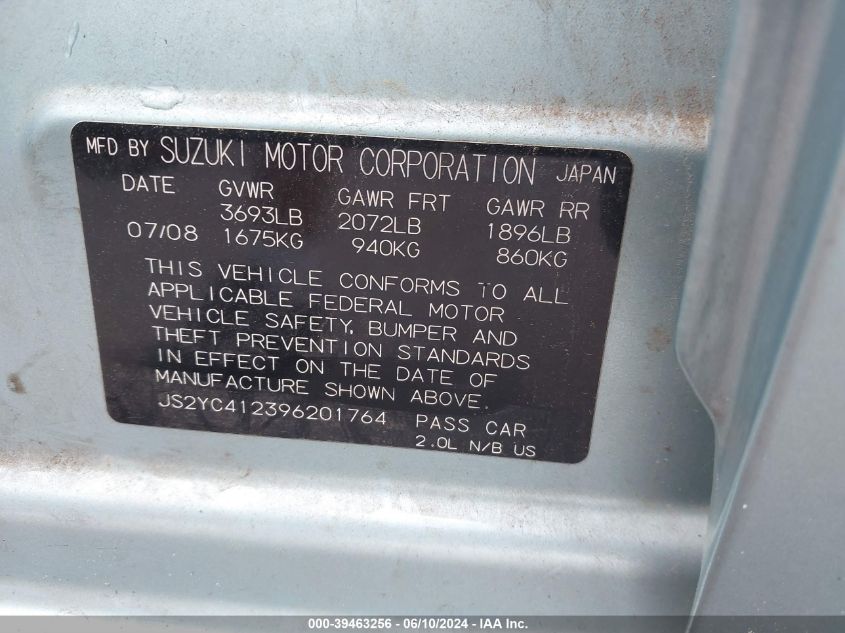 MFD BY SUZUKI MOTOR CORPORATION JAPAN
DATE GVWR GAWR FRT GAWR RR
3693LB 2072LB 1896LB
07/08 1675KG 940KG 860KG
THIS VEHICLE CONFORMS TO ALL
APPLICABLE FEDERAL MOTOR
VEHICLE SAFETY, BUMPER AND
THEFT PREVENTION STANDARDS
IN EFFECT ON THE DATE OF
MANUFACTURE SHOWN ABOVE.
JS2YC412396201764 PASS CAR
2.0L N/B US
000-39463256 - 06/10/2024 - IAA Inc.